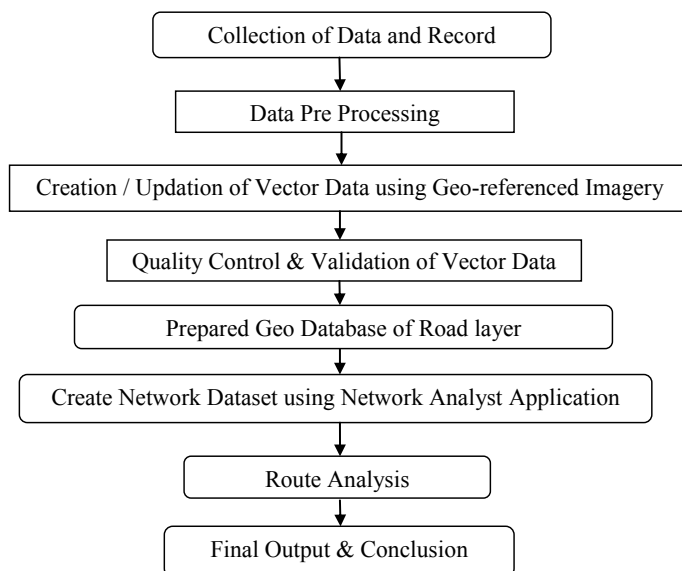 Collection of Data and Record
Data Pre Processing
Creation / Updation of Vector Data using Geo-referenced Imagery
Quality Control & Validation of Vector Data
Prepared Geo Database of Road layer
Create Network Dataset using Network Analyst Application
Route Analysis
Final Output & Conclusion